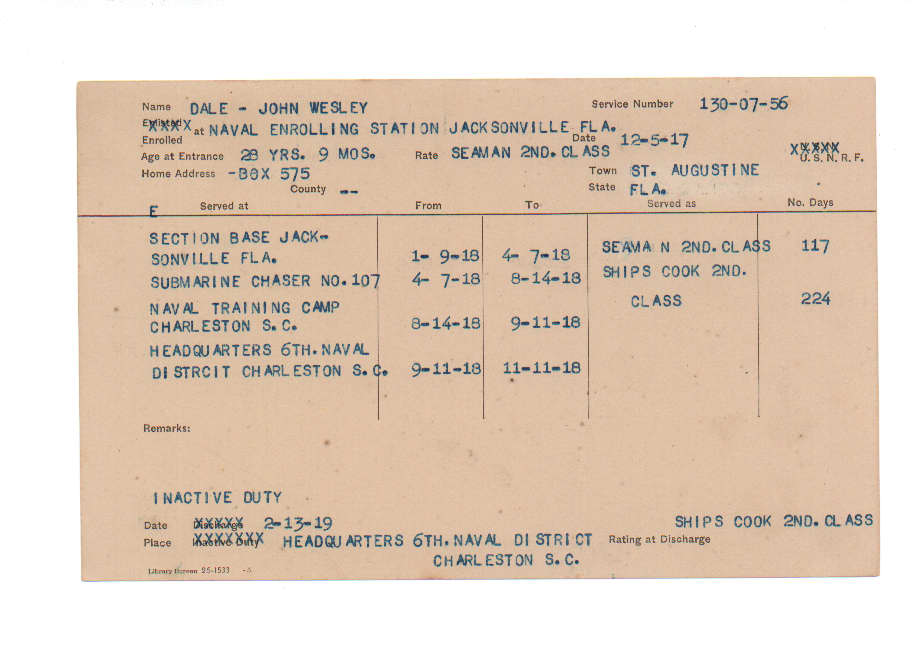 Name DALE - JOHN WESLEY Service Number 130-07-56
Enlisted XXXX at NAVAL ENROLLING STATION JACKSONVILLE FLA.
Enrolled Date 12-5-17
Age at Entrance 28 YRS. 9 MOS. Rate SEAMAN 2ND. CLASS XXXXX U. S. N. R. F.
Home Address -BOX 575 Town ST. AUGUSTINE
County -- State FLA.
E Served at From To Served as No. Days
SECTION BASE JACK-
SONVILLE FLA. 1- 9-18 4- 7-18 SEAMA N 2ND. CLASS 117
SUBMARINE CHASER NO. 107 4- 7-18 8-14-18 SHIPS COOK 2ND.
NAVAL TRAINING CAMP CLASS 224
CHARLESTON S. C. 8-14-18 9-11-18
HEADQUARTERS 6TH. NAVAL
DISTRCIT CHARLESTON S. C. 9-11-18 11-11-18
Remarks:
INACTIVE DUTY
Date Discharge XXXXX 2-13-19 SHIPS COOK 2ND. CLASS
Place Inactive Duty XXXXXXX HEADQUARTERS 6TH. NAVAL DISTRICT Rating at Discharge
CHARLESTON S. C.
Library Bureau 25-1533